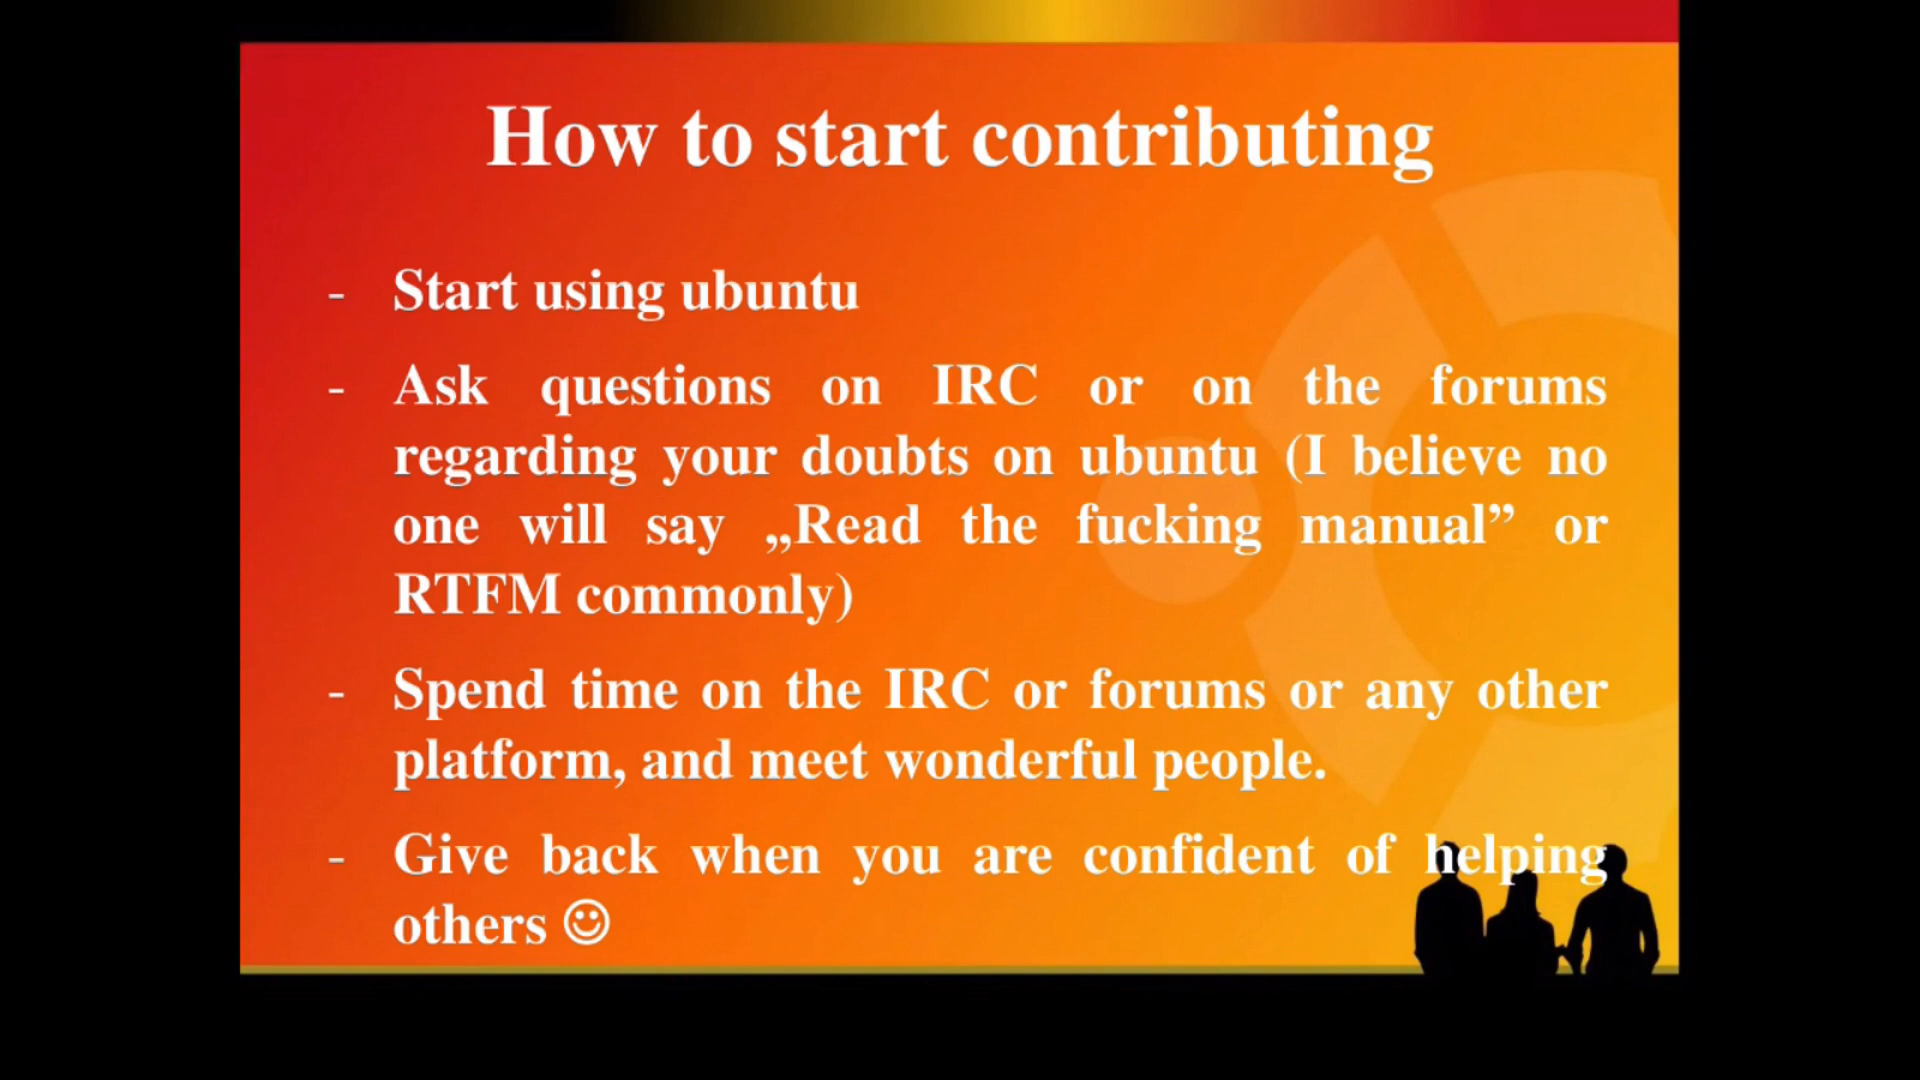 How to start contributing
- Start using ubuntu
- Ask questions on IRC or on the forums
regarding your doubts on ubuntu (I believe no
one will say „Read the fucking manual” or
RTFM commonly)
- Spend time on the IRC or forums or any other
platform, and meet wonderful people.
- Give back when you are confident of helping
others ☺